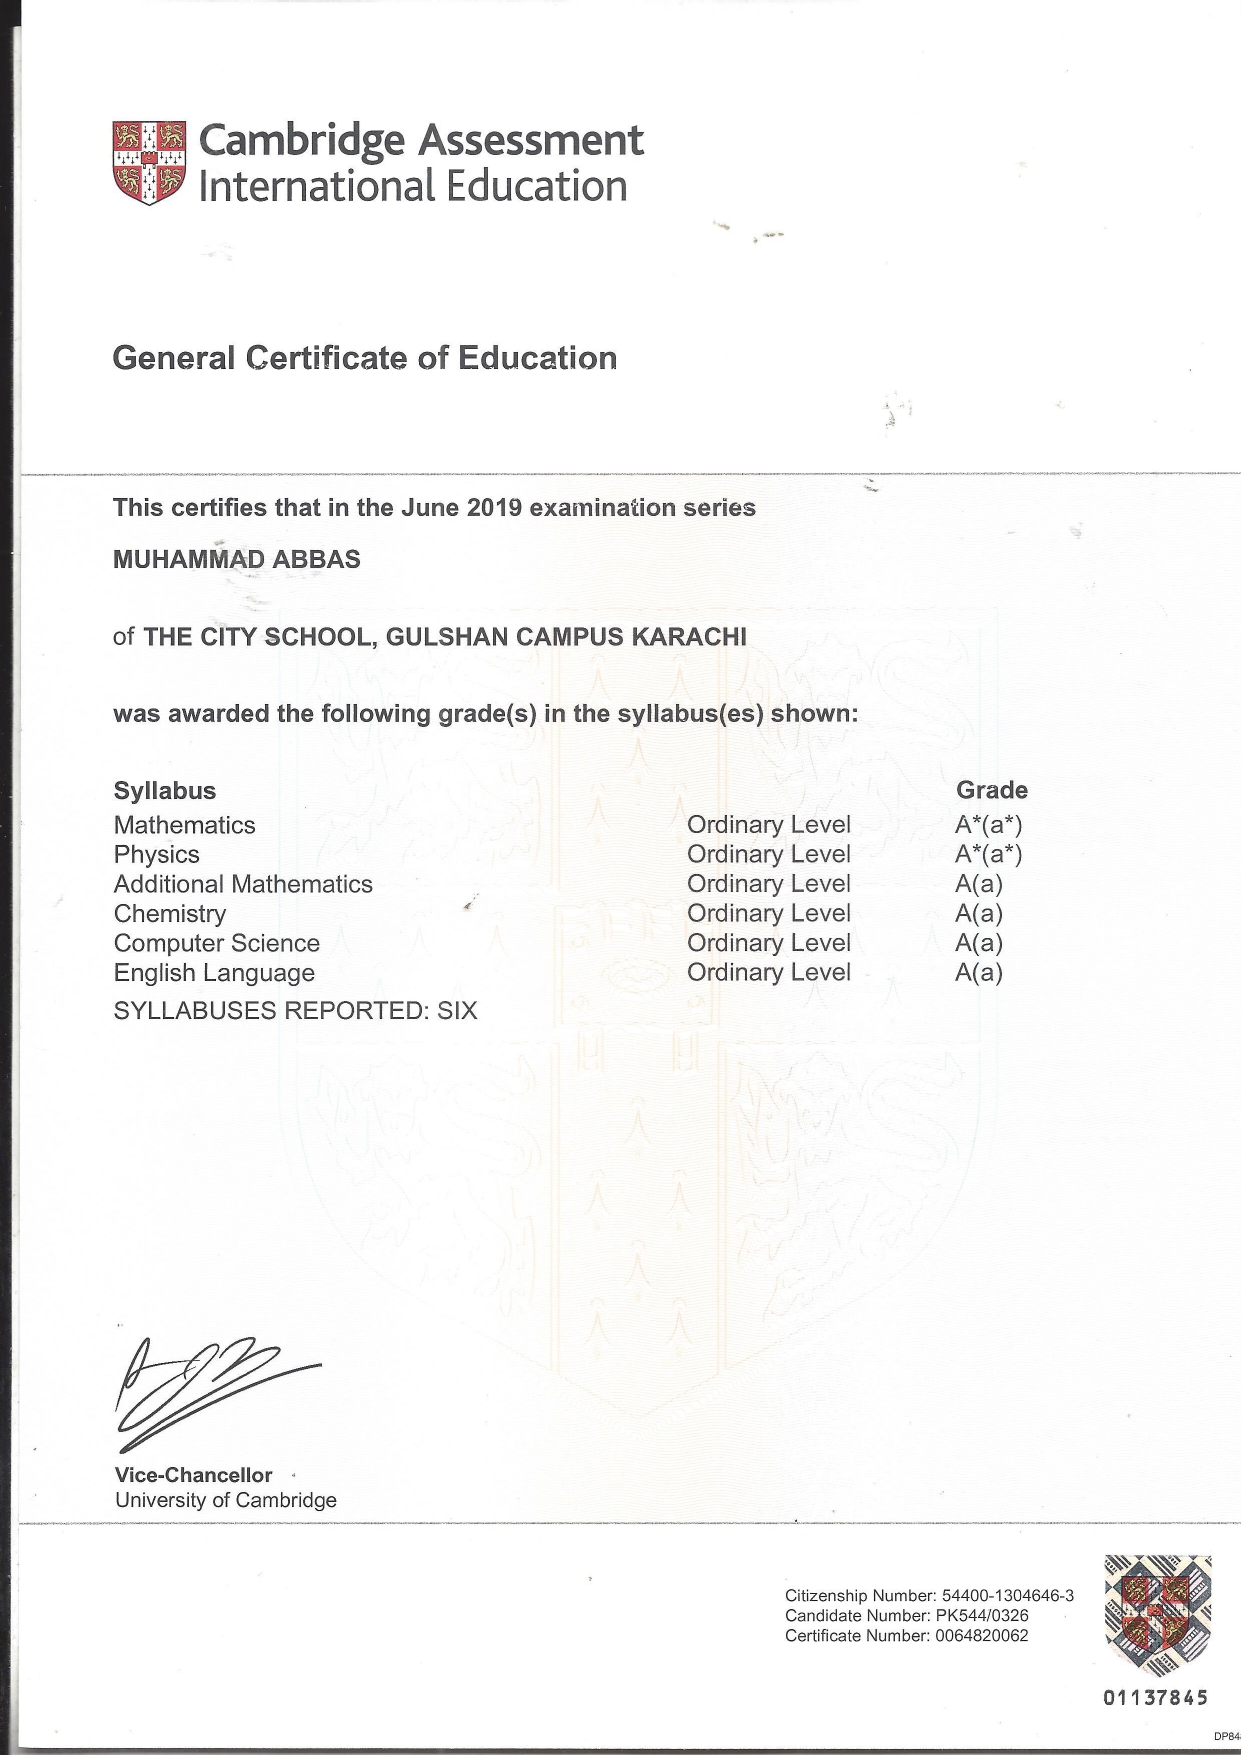 Cambridge Assessment
International Education
General Certificate of Education
This certifies that in the June 2019 examination series
MUHAMMAD ABBAS
of THE CITY SCHOOL, GULSHAN CAMPUS KARACHI
was awarded the following grade(s) in the syllabus(es) shown:
Syllabus Grade
Mathematics Ordinary Level A*(a*)
Physics Ordinary Level A*(a*)
Additional Mathematics Ordinary Level A(a)
Chemistry Ordinary Level A(a)
Computer Science Ordinary Level A(a)
English Language Ordinary Level A(a)
SYLLABUSES REPORTED: SIX
Vice-Chancellor
University of Cambridge
Citizenship Number: 54400-1304646-3
Candidate Number: PK544/0326
Certificate Number: 0064820062
01137845